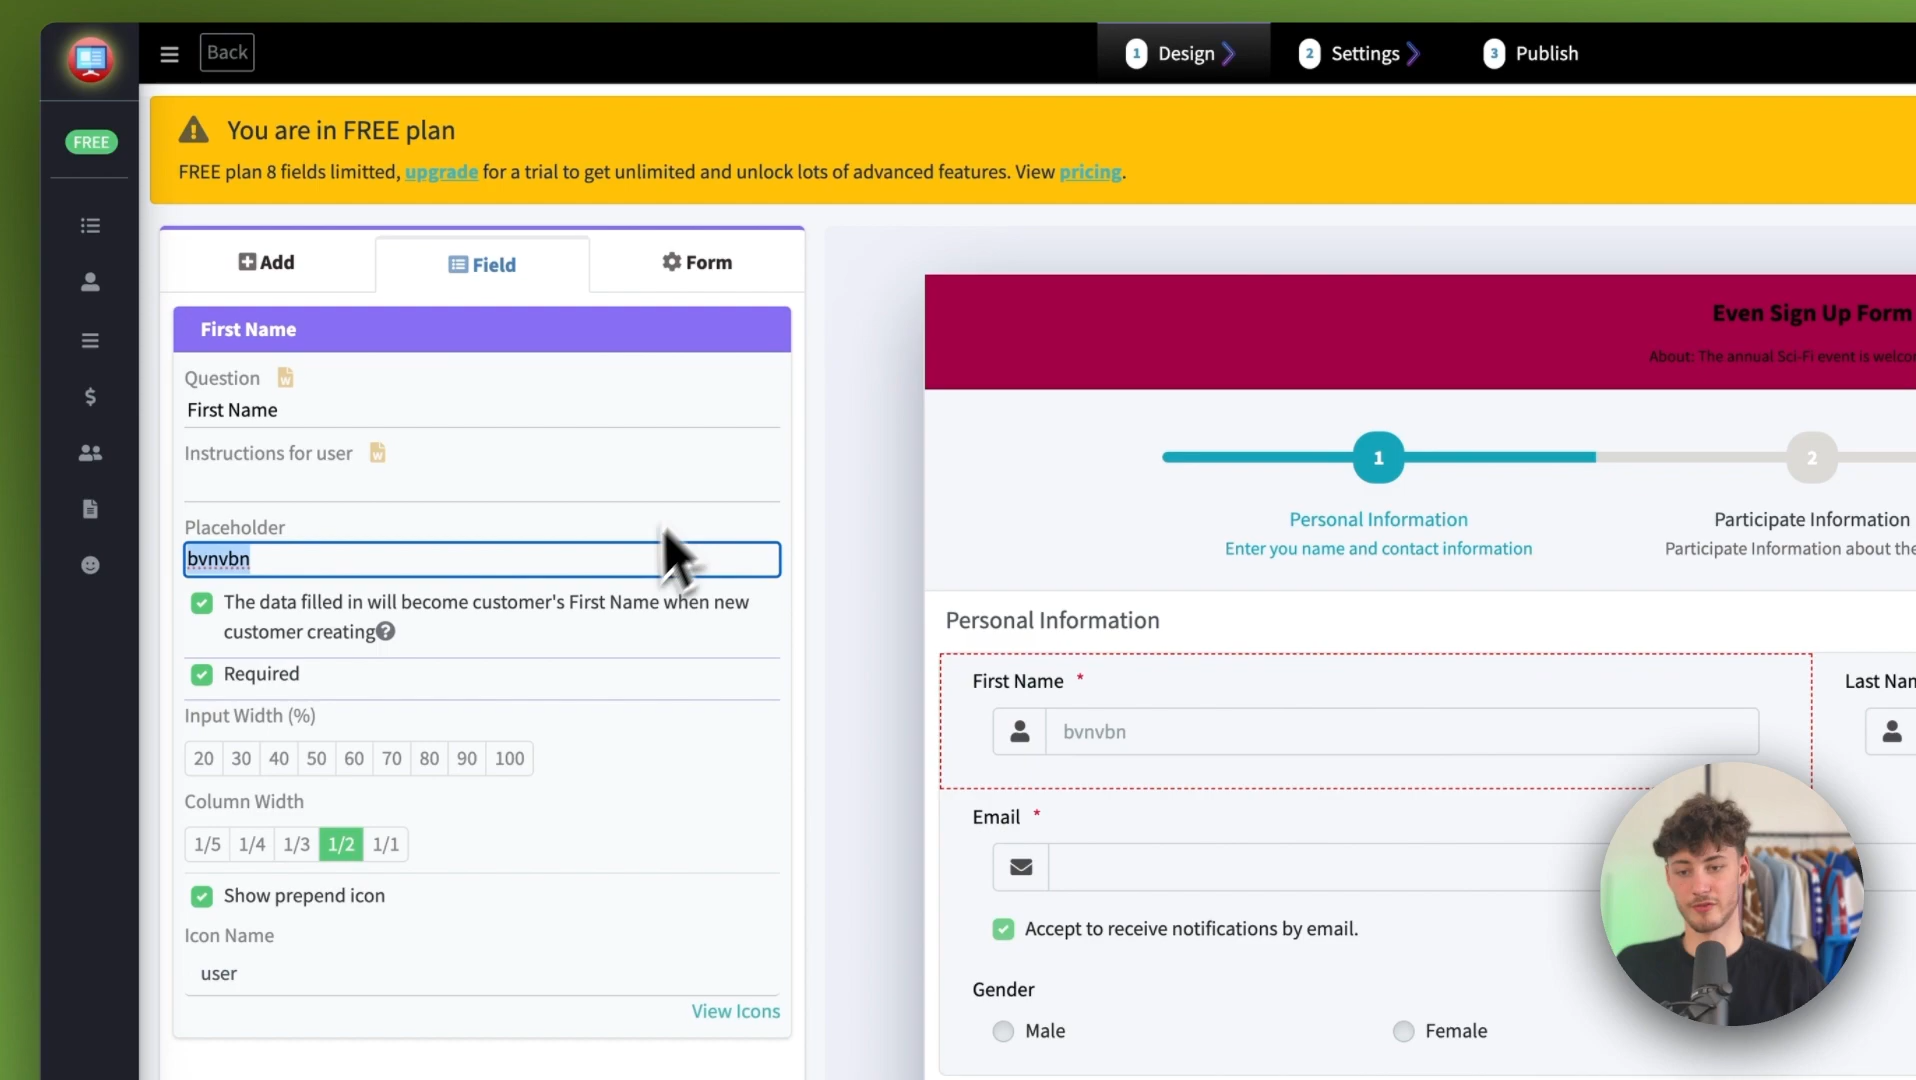 Back
1 Design
2 Settings
3 Publish
FREE
You are in FREE plan
FREE plan 8 fields limitted, upgrade for a trial to get unlimited and unlock lots of advanced features. View pricing.
Add
Field
Form
First Name
Question
First Name
Instructions for user
Placeholder
bvnvbn
The data filled in will become customer's First Name when new
customer creating
Required
Input Width (%)
20 30 40 50 60 70 80 90 100
Column Width
1/5 1/4 1/3 1/2 1/1
Show prepend icon
Icon Name
user
View Icons
Even Sign Up Form
About: The annual Sci-Fi event is welco
1
2
Personal Information
Enter you name and contact information
Participate Information
Participate Information about the
Personal Information
First Name *
bvnvbn
Last Nam
Email *
Accept to receive notifications by email.
Gender
Male
Female